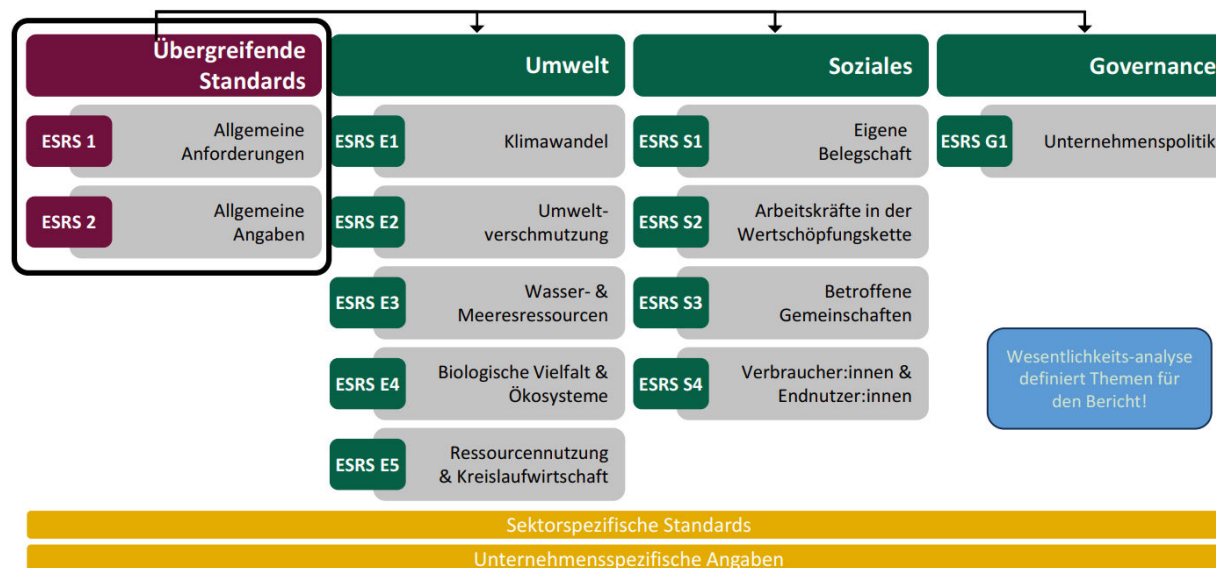 Übergreifende
Standards
ESRS 1
Allgemeine
Anforderungen
ESRS 2
Allgemeine
Angaben
Umwelt
ESRS E1
Klimawandel
ESRS E2
Umwelt-
verschmutzung
ESRS E3
Wasser- &
Meeresressourcen
ESRS E4
Biologische Vielfalt &
Ökosysteme
ESRS E5
Ressourcennutzung
& Kreislaufwirtschaft
Soziales
ESRS S1
Eigene
Belegschaft
ESRS S2
Arbeitskräfte in der
Wertschöpfungskette
ESRS S3
Betroffene
Gemeinschaften
ESRS S4
Verbraucher:innen &
Endnutzer:innen
Governance
ESRS G1
Unternehmenspolitik
Wesentlichkeits-analyse
definiert Themen für
den Bericht!
Sektorspezifische Standards
Unternehmensspezifische Angaben